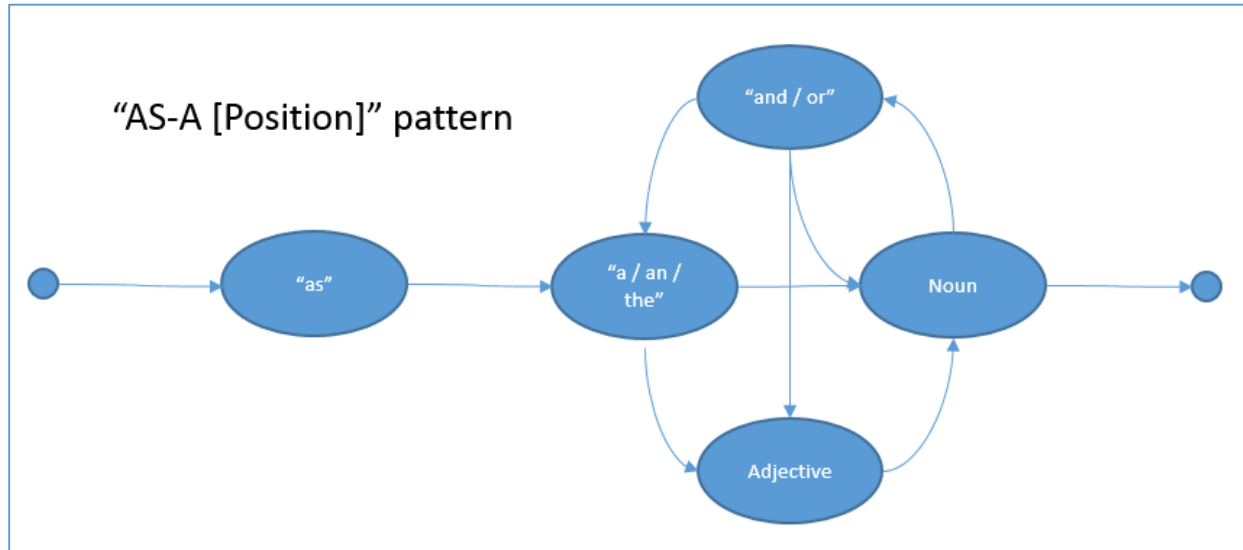 “AS-A [Position]” pattern
“and / or”
“as”
“a / an /
the”
Noun
Adjective